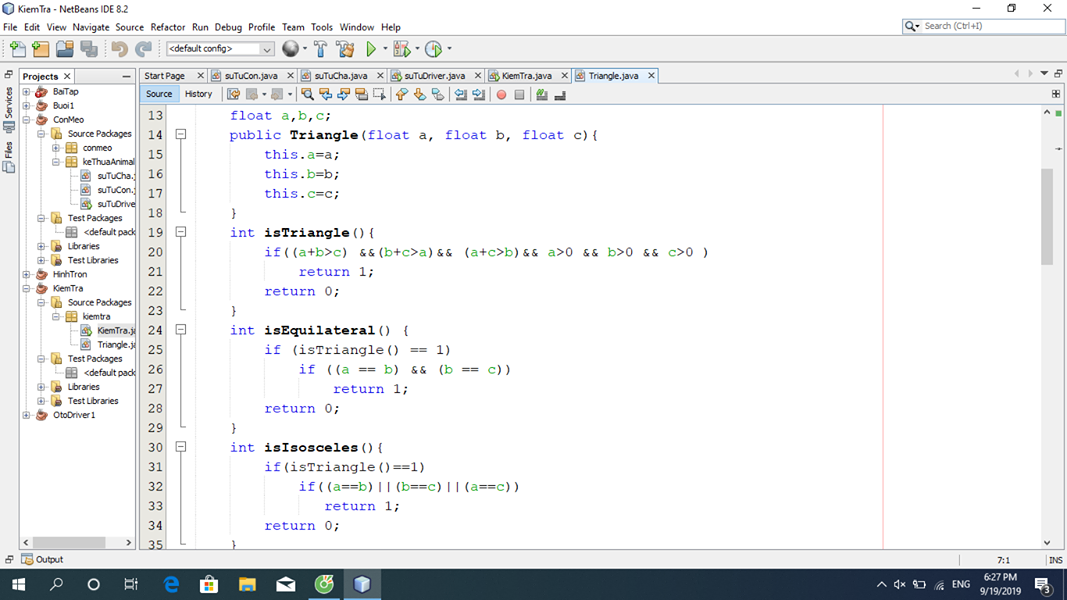 KiemTra - NetBeans IDE 8.2
File Edit View Navigate Source Refactor Run Debug Profile Team Tools Window Help
Search (Ctrl+I)
<default config>
Projects
Start Page
suTuCon.java
suTuCha.java
suTuDriver.java
KiemTra.java
Triangle.java
Services
Files
Source History
BaiTap
Buoi1
ConMeo
Source Packages
conmeo
keThuaAnimal
suTuCha.j
suTuCon.j
suTuDrive
Test Packages
<default pack
Libraries
Test Libraries
HinhTron
KiemTra
Source Packages
kiemtra
KiemTra.ja
Triangle.ja
Test Packages
<default pack
Libraries
Test Libraries
OtoDriver1
13 float a,b,c;
14 public Triangle(float a, float b, float c){
15 this.a=a;
16 this.b=b;
17 this.c=c;
18 }
19 int isTriangle(){
20 if((a+b>c) &&(b+c>a)&& (a+c>b)&& a>0 && b>0 && c>0 )
21 return 1;
22 return 0;
23 }
24 int isEquilateral() {
25 if (isTriangle() == 1)
26 if ((a == b) && (b == c))
27 return 1;
28 return 0;
29 }
30 int isIsosceles(){
31 if(isTriangle()==1)
32 if((a==b)||(b==c)||(a==c))
33 return 1;
34 return 0;
35 }
Output
7:1 INS
ENG
6:27 PM
9/19/2019
3